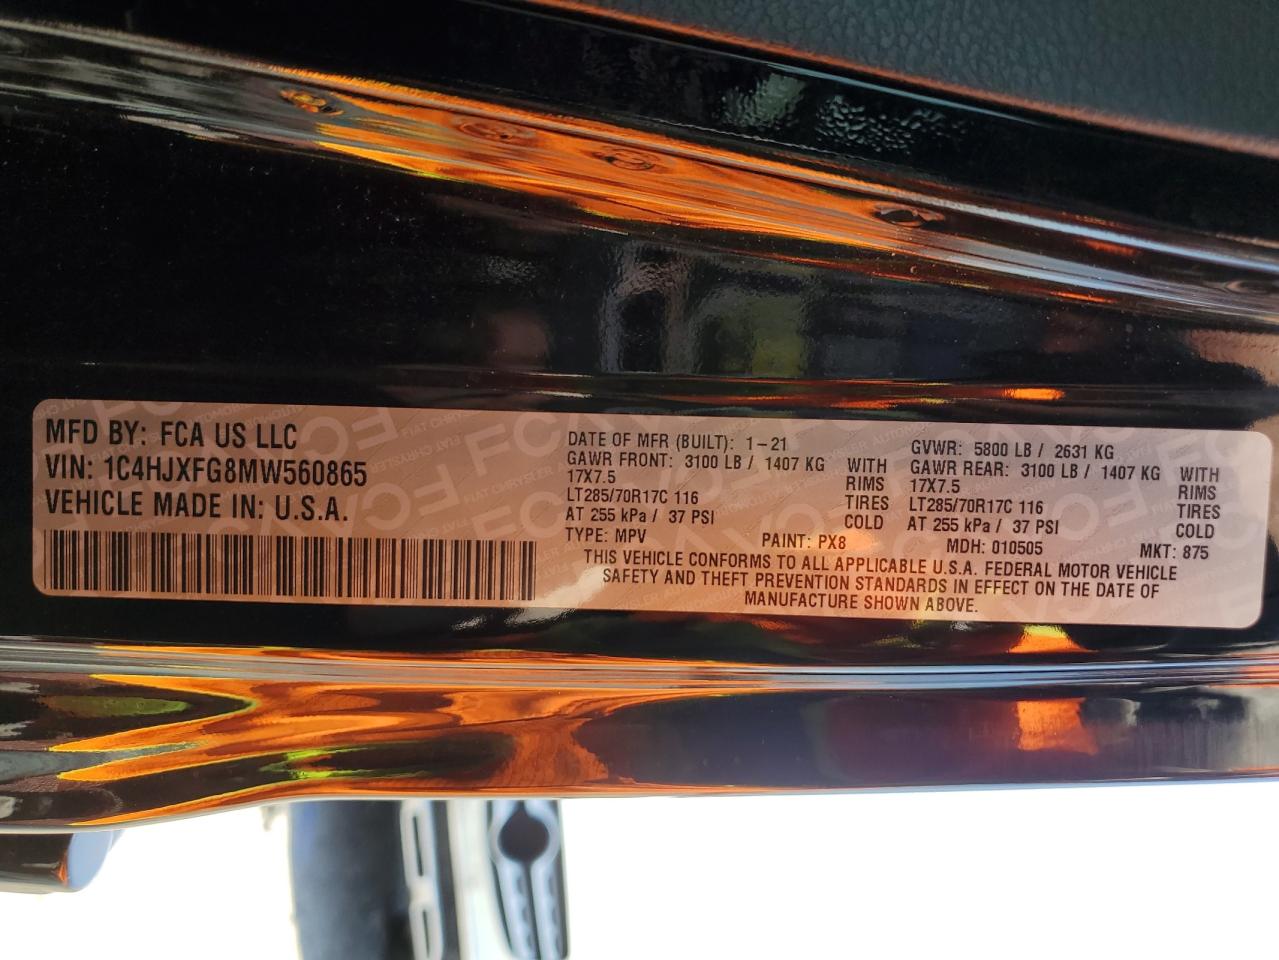 MFD BY: FCA US LLC
VIN: 1C4HJXFG8MW560865
VEHICLE MADE IN: U.S.A.
DATE OF MFR (BUILT): 1-21
GAWR FRONT: 3100 LB / 1407 KG WITH
17X7.5 RIMS
LT285/70R17C 116 TIRES
AT 255 kPa / 37 PSI COLD
GVWR: 5800 LB / 2631 KG
GAWR REAR: 3100 LB / 1407 KG WITH
17X7.5 RIMS
LT285/70R17C 116 TIRES
AT 255 kPa / 37 PSI COLD
TYPE: MPV PAINT: PX8 MDH: 010505 MKT: 875
THIS VEHICLE CONFORMS TO ALL APPLICABLE U.S.A. FEDERAL MOTOR VEHICLE
SAFETY AND THEFT PREVENTION STANDARDS IN EFFECT ON THE DATE OF
MANUFACTURE SHOWN ABOVE.